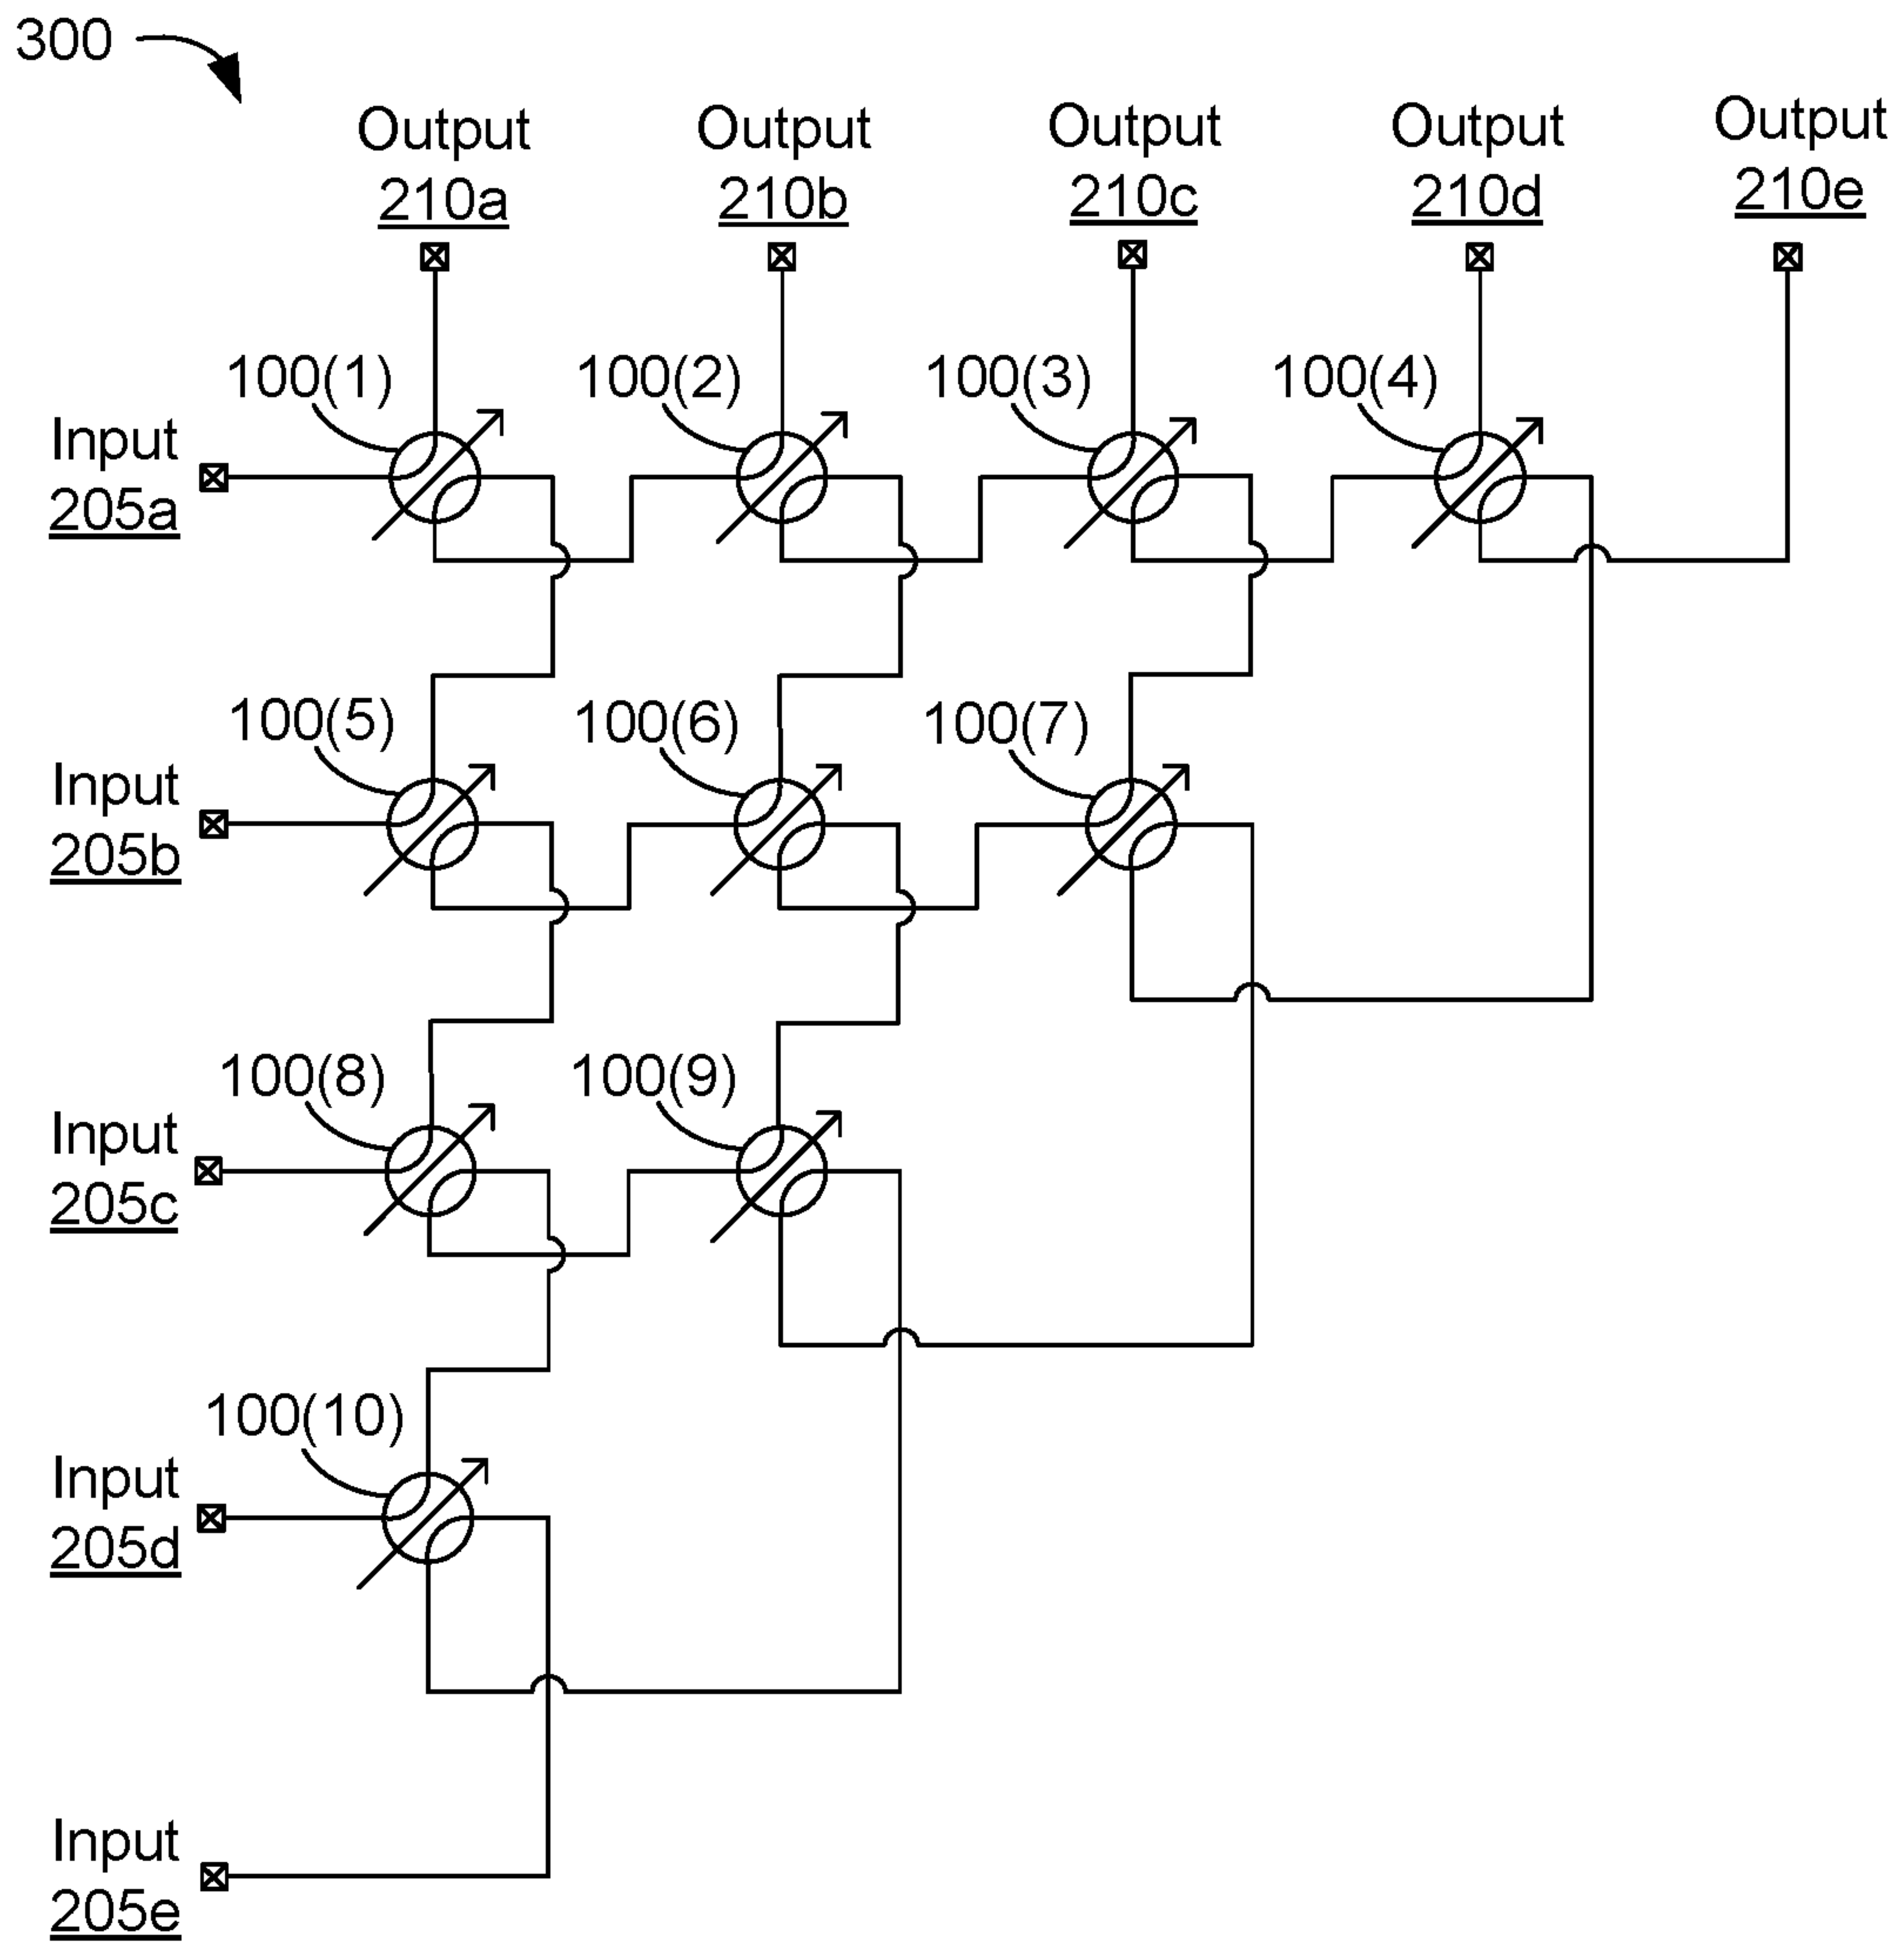 300
Output
210a
Output
210b
Output
210c
Output
210d
Output
210e
100(1)
100(2)
100(3)
100(4)
Input
205a
100(5)
100(6)
100(7)
Input
205b
100(8)
100(9)
Input
205c
100(10)
Input
205d
Input
205e